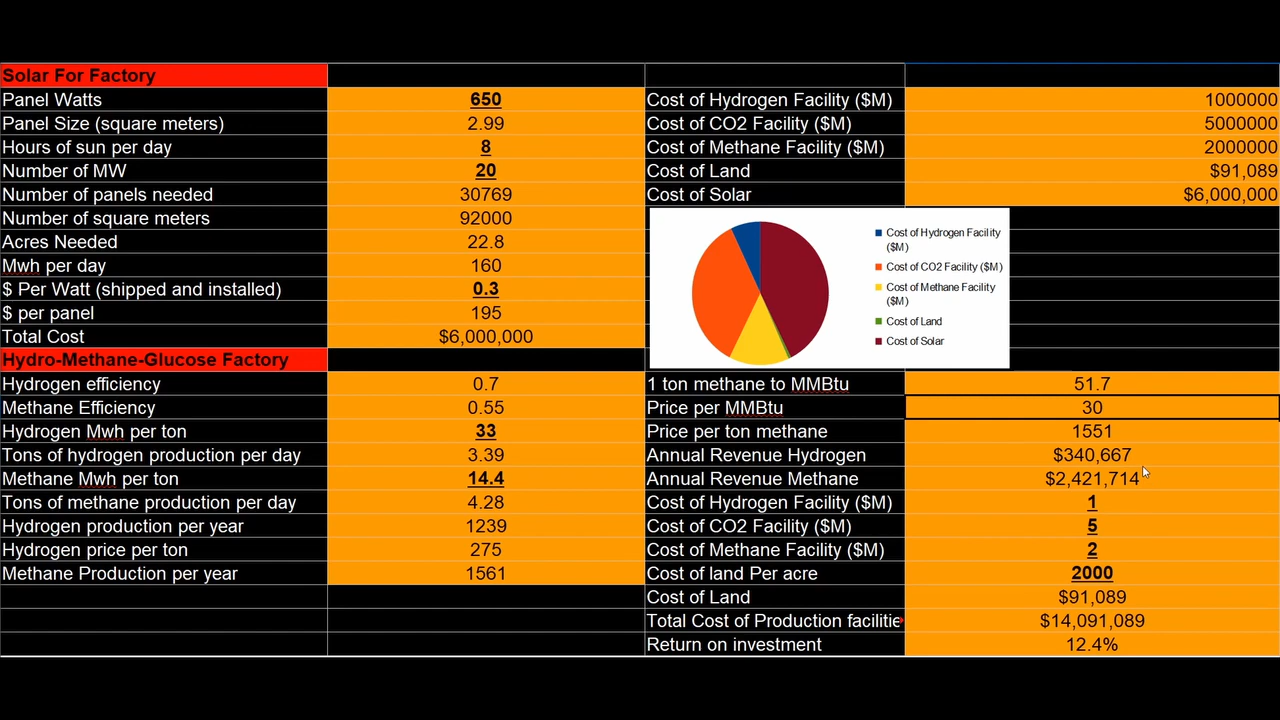 Solar For Factory
Panel Watts 650 Cost of Hydrogen Facility ($M) 1000000
Panel Size (square meters) 2.99 Cost of CO2 Facility ($M) 5000000
Hours of sun per day 8 Cost of Methane Facility ($M) 2000000
Number of MW 20 Cost of Land $91,089
Number of panels needed 30769 Cost of Solar $6,000,000
Number of square meters 92000
Acres Needed 22.8
Mwh per day 160
$ Per Watt (shipped and installed) 0.3
$ per panel 195
Total Cost $6,000,000
Cost of Hydrogen Facility
($M)
Cost of CO2 Facility ($M)
Cost of Methane Facility
($M)
Cost of Land
Cost of Solar
Hydro-Methane-Glucose Factory
Hydrogen efficiency 0.7 1 ton methane to MMBtu 51.7
Methane Efficiency 0.55 Price per MMBtu 30
Hydrogen Mwh per ton 33 Price per ton methane 1551
Tons of hydrogen production per day 3.39 Annual Revenue Hydrogen $340,667
Methane Mwh per ton 14.4 Annual Revenue Methane $2,421,714
Tons of methane production per day 4.28 Cost of Hydrogen Facility ($M) 1
Hydrogen production per year 1239 Cost of CO2 Facility ($M) 5
Hydrogen price per ton 275 Cost of Methane Facility ($M) 2
Methane Production per year 1561 Cost of land Per acre 2000
Cost of Land $91,089
Total Cost of Production facilitie $14,091,089
Return on investment 12.4%